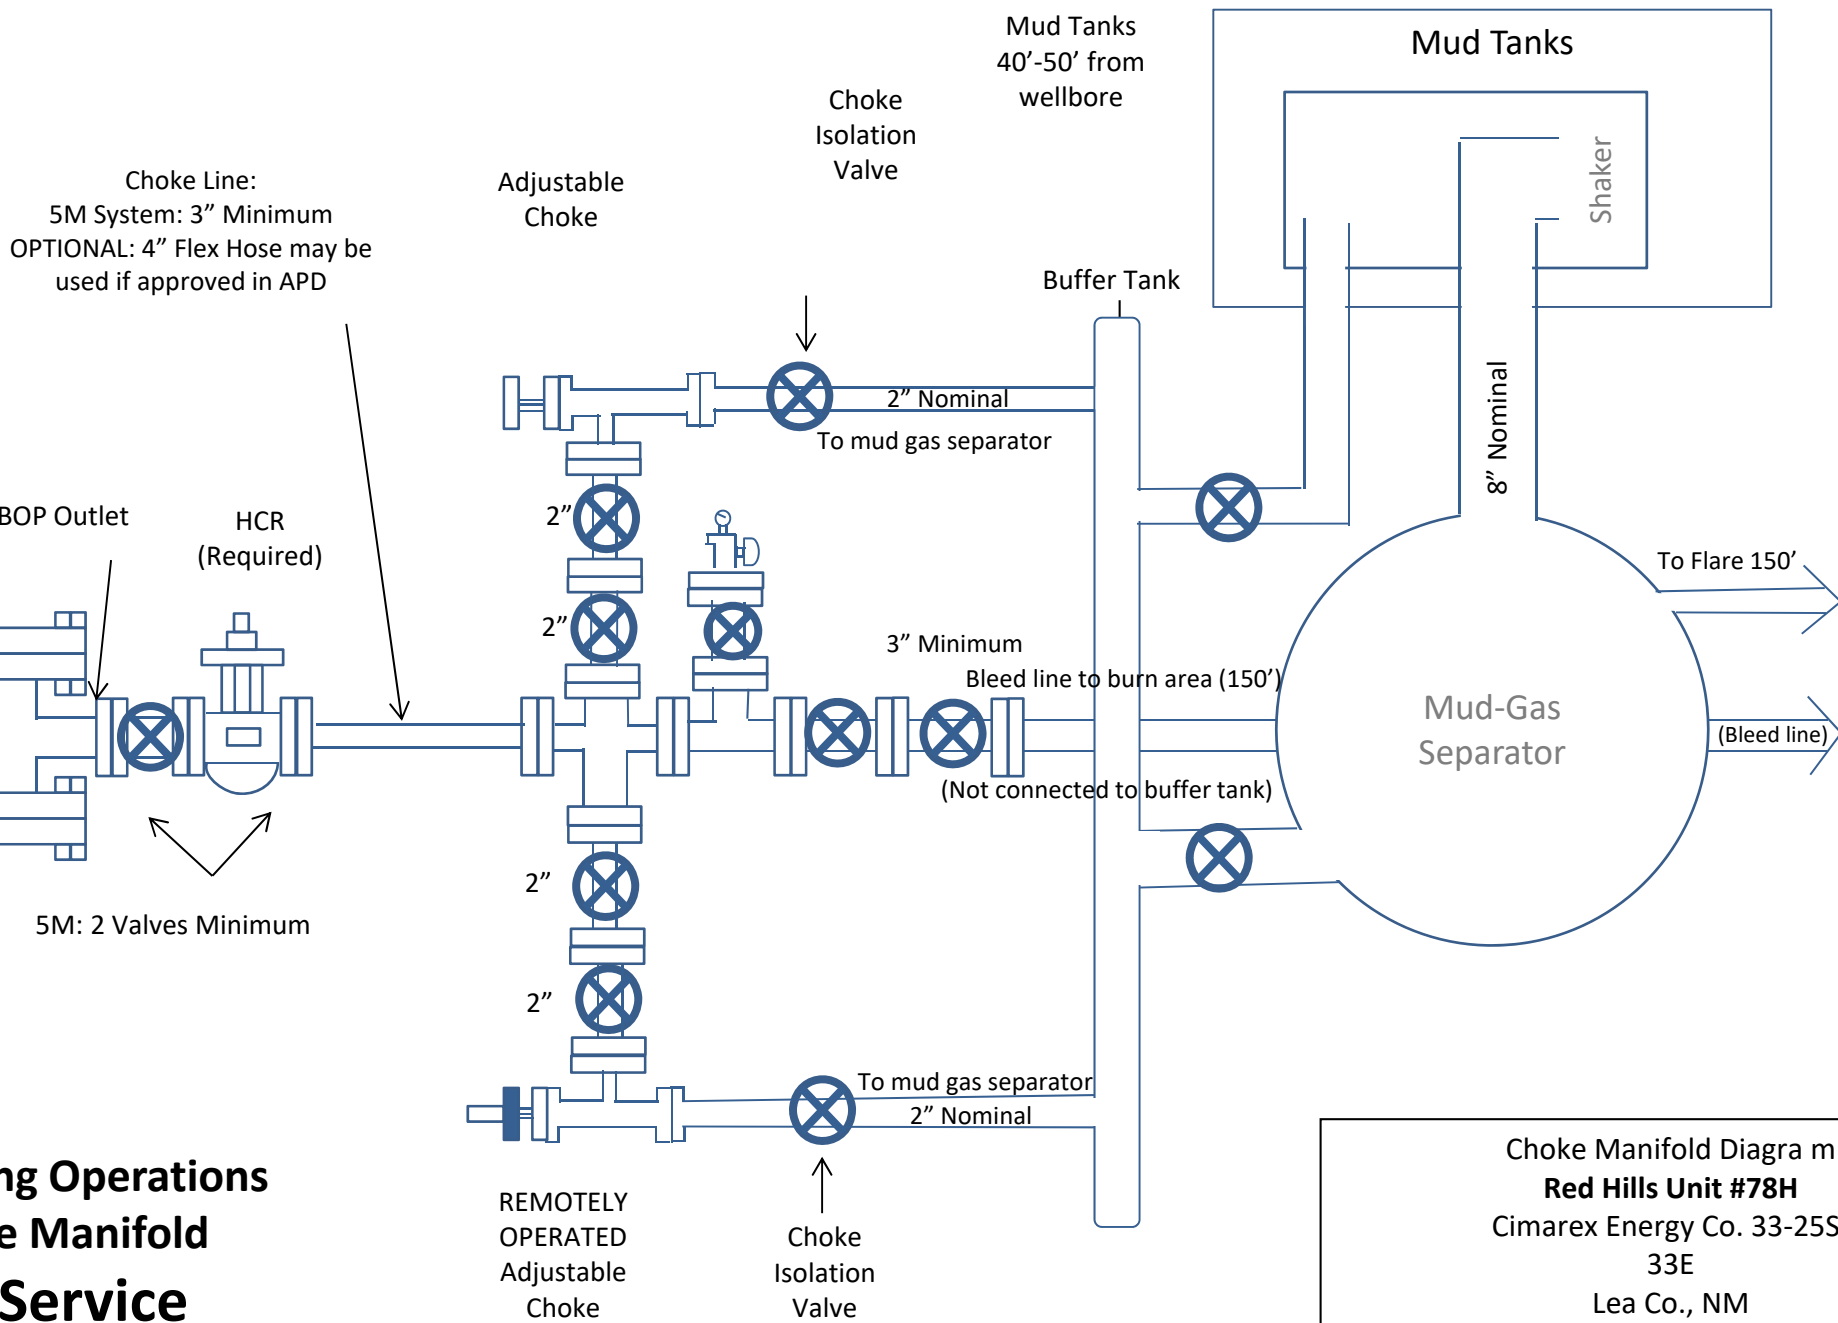 Mud Tanks
40’-50’ from
wellbore
Mud Tanks
Choke
Isolation
Valve
Shaker
Choke Line:
5M System: 3” Minimum
OPTIONAL: 4” Flex Hose may be
used if approved in APD
Adjustable
Choke
Buffer Tank
2” Nominal
To mud gas separator
8” Nominal
BOP Outlet
HCR
(Required)
2”
2”
To Flare 150’
3” Minimum
Bleed line to burn area (150’)
Mud-Gas
Separator
(Bleed line)
(Not connected to buffer tank)
2”
5M: 2 Valves Minimum
2”
To mud gas separator
2” Nominal
ng Operations
e Manifold
Service
REMOTELY
OPERATED
Adjustable
Choke
Choke
Isolation
Valve
Choke Manifold Diagra m
Red Hills Unit #78H
Cimarex Energy Co. 33-25S
33E
Lea Co., NM